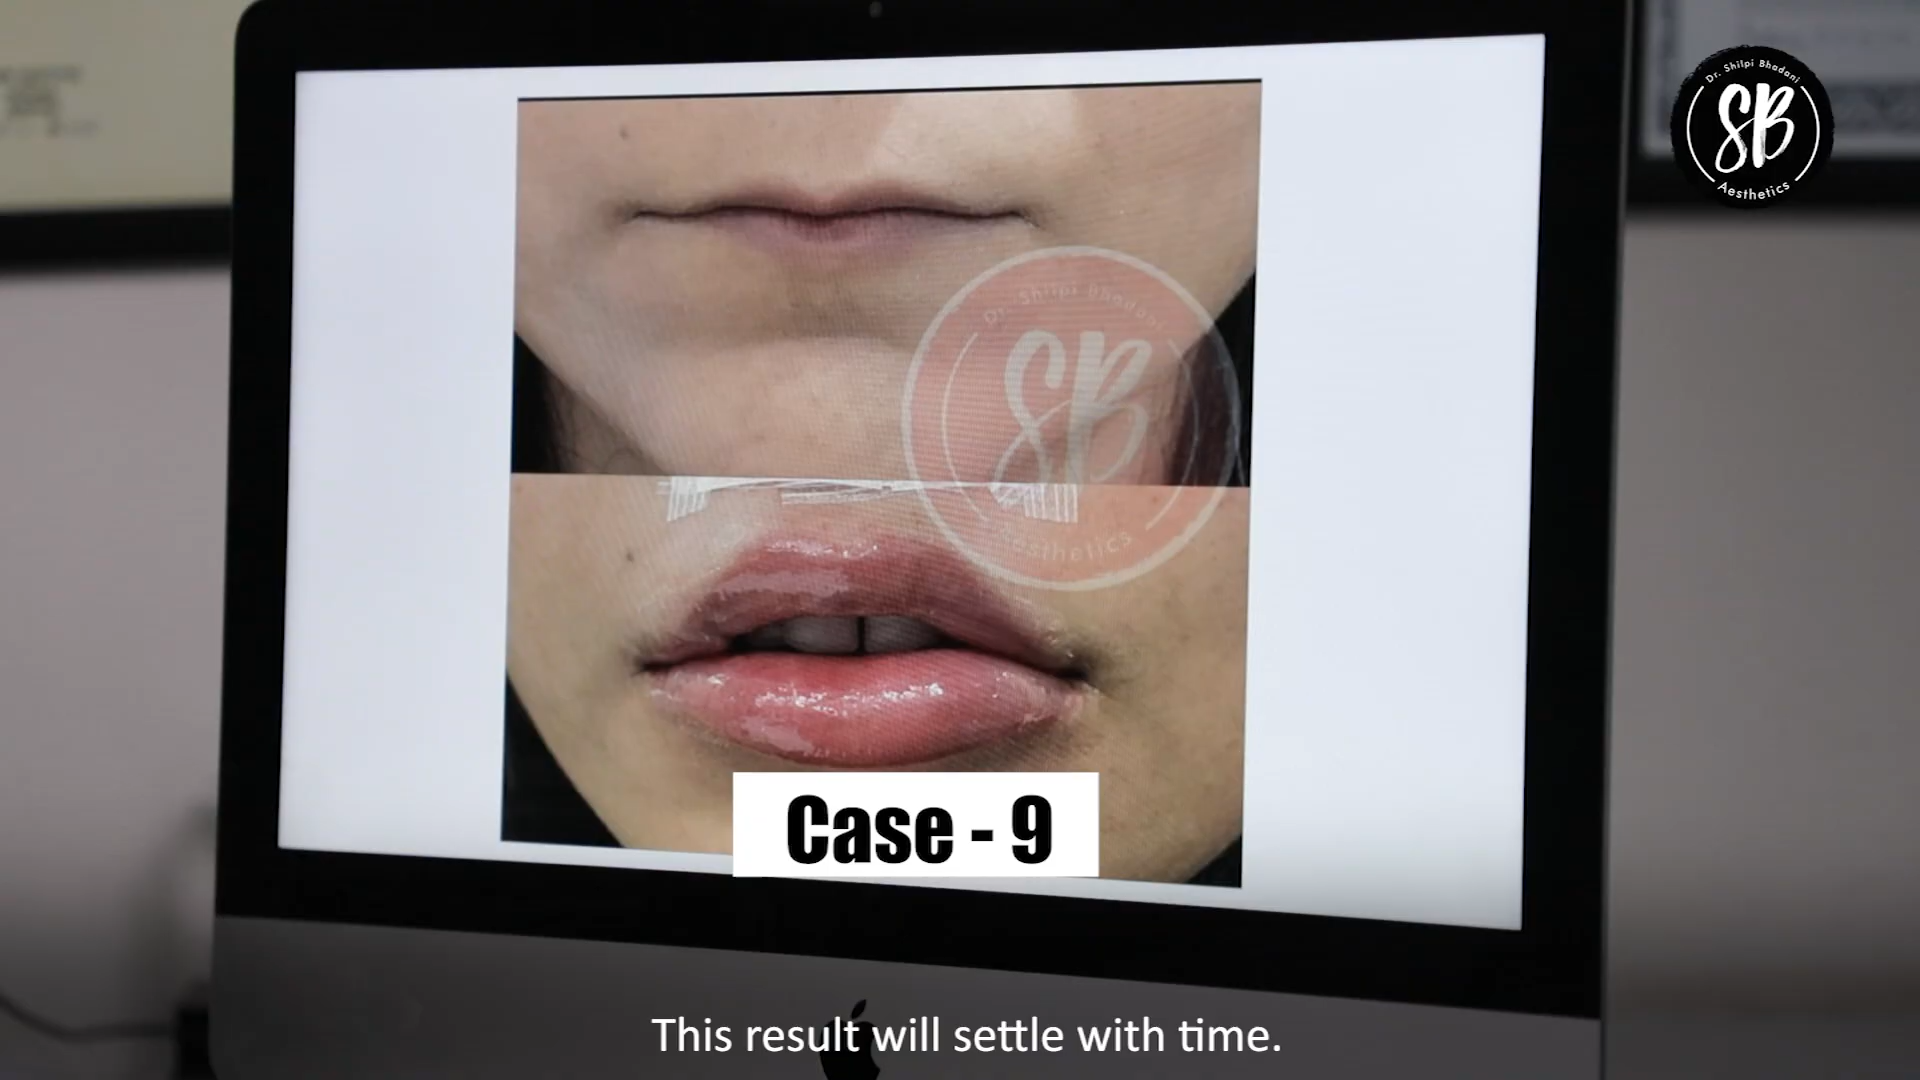 Dr. Shilpi Bhadani
SB
Aesthetics
Dr. Shilpi Bhadani
SB
Aesthetics
Case - 9
This result will settle with time.